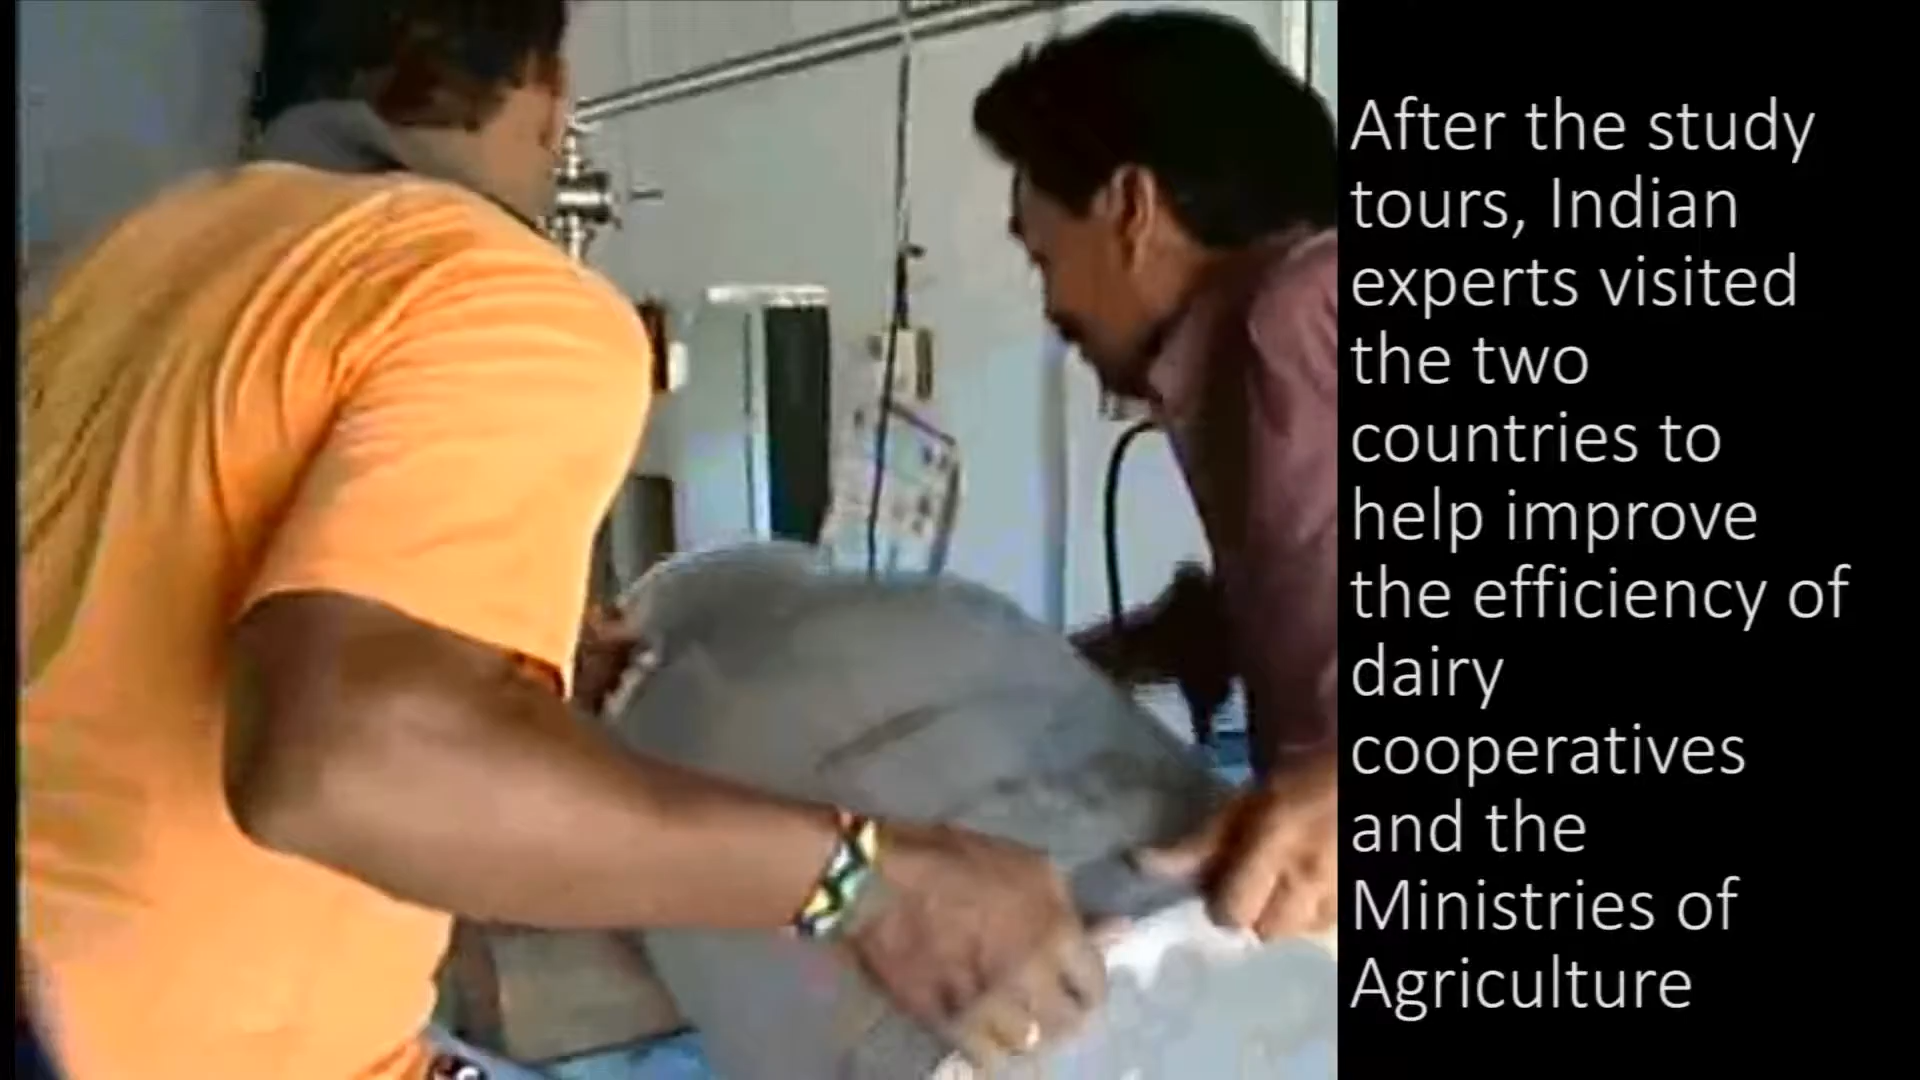 After the study
tours, Indian
experts visited
the two
countries to
help improve
the efficiency of
dairy
cooperatives
and the
Ministries of
Agriculture